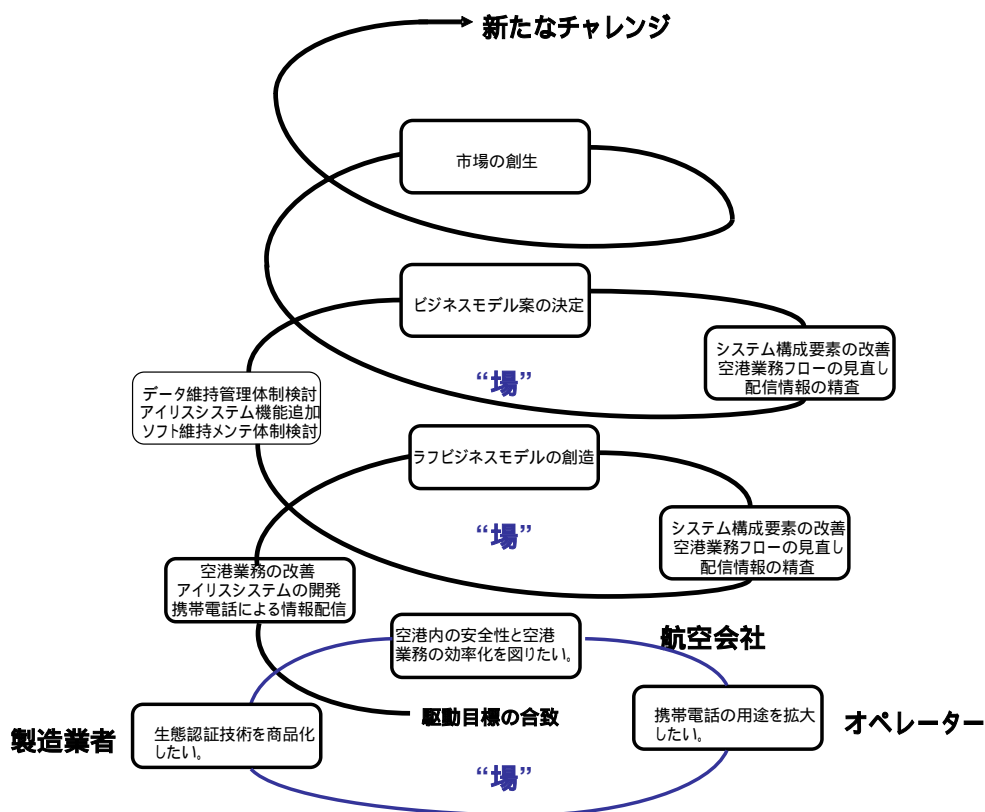 新たなチャレンジ
市場の創生
ビジネスモデル案の決定
システム構成要素の改善
空港業務フローの見直し
配信情報の精査
“場”
データ維持管理体制検討
アイリスシステム機能追加
ソフト維持メンテ体制検討
ラフビジネスモデルの創造
“場”
システム構成要素の改善
空港業務フローの見直し
配信情報の精査
空港業務の改善
アイリスシステムの開発
携帯電話による情報配信
空港内の安全性と空港
業務の効率化を図りたい。
航空会社
駆動目標の合致
製造業者
生態認証技術を商品化
したい。
携帯電話の用途を拡大
したい。
オペレーター
“場”